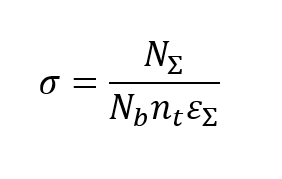 σ = N_Σ / (N_b n_t ε_Σ)